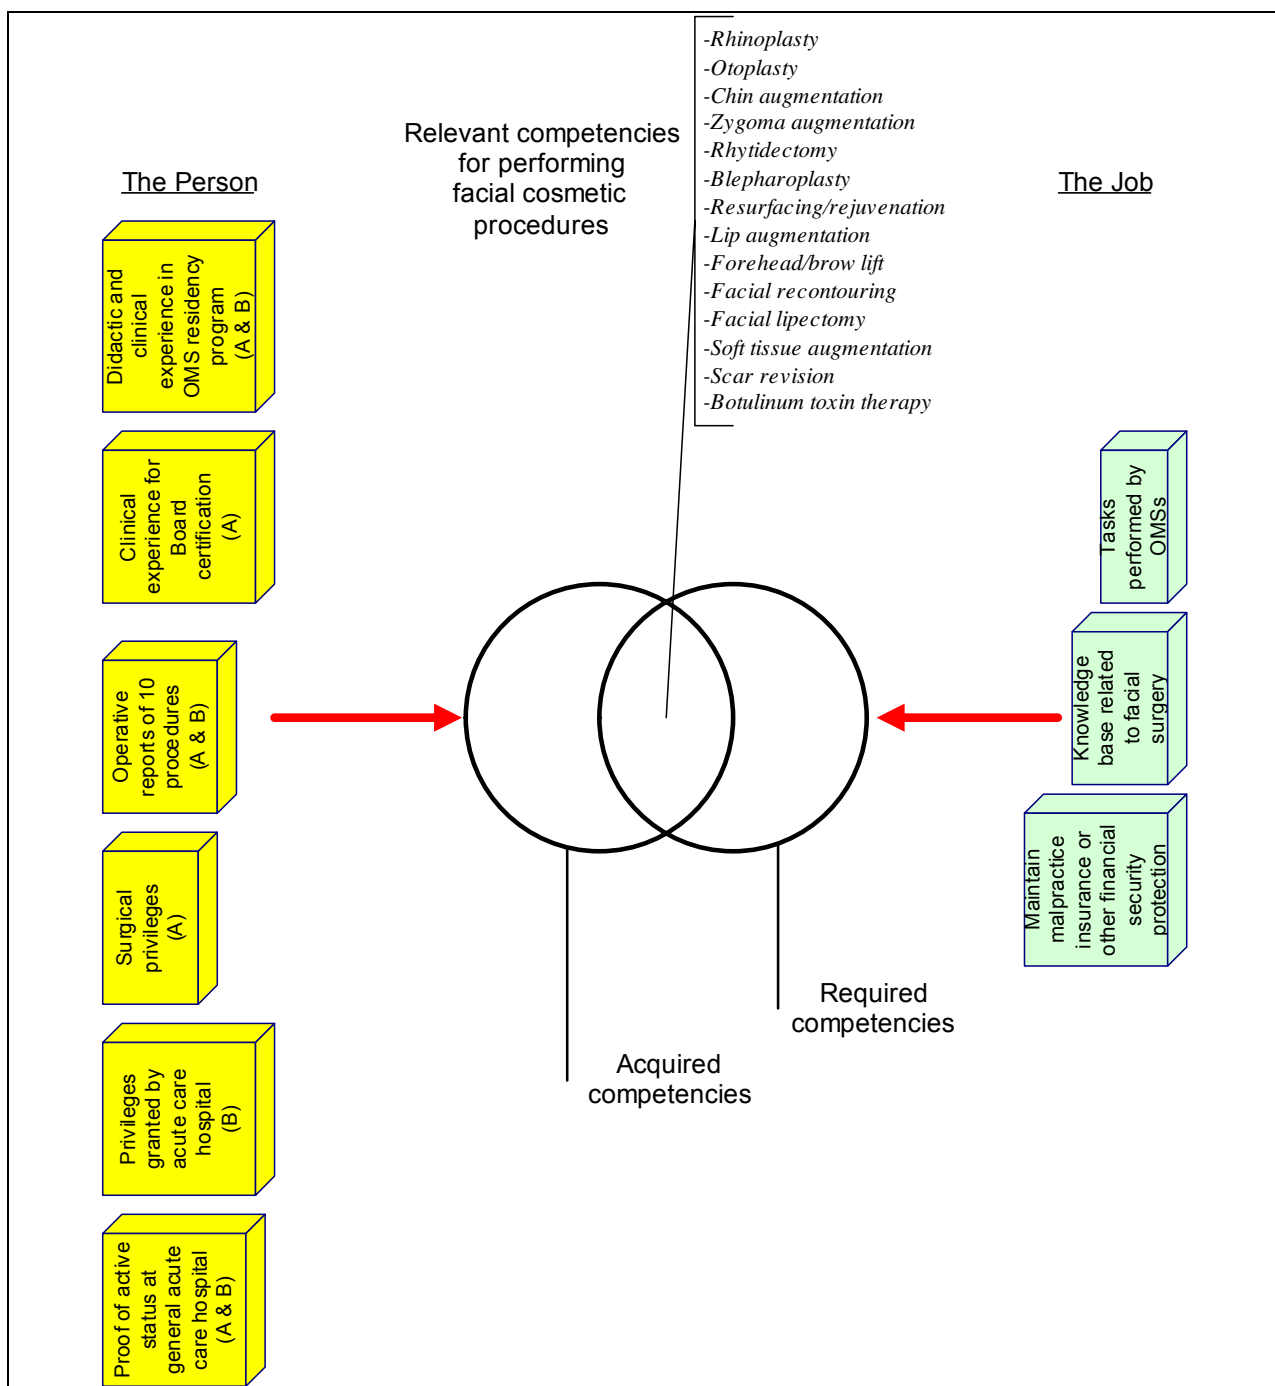 The Person
Didactic and
clinical
experience in
OMS residency
program
(A & B)
Clinical
experience for
Board
certification
(A)
Operative
reports of 10
procedures
(A & B)
Surgical
privileges
(A)
Privileges
granted by
acute care
hospital
(B)
Proof of active
status at
general acute
care hospital
(A & B)
Relevant competencies
for performing
facial cosmetic
procedures
-Rhinoplasty
-Otoplasty
-Chin augmentation
-Zygoma augmentation
-Rhytidectomy
-Blepharoplasty
-Resurfacing/rejuvenation
-Lip augmentation
-Forehead/brow lift
-Facial recontouring
-Facial lipectomy
-Soft tissue augmentation
-Scar revision
-Botulinum toxin therapy
Acquired
competencies
Required
competencies
The Job
Tasks
performed by
OMSs
Knowledge
base related
to facial
surgery
Maintain
malpractice
insurance or
other financial
security
protection